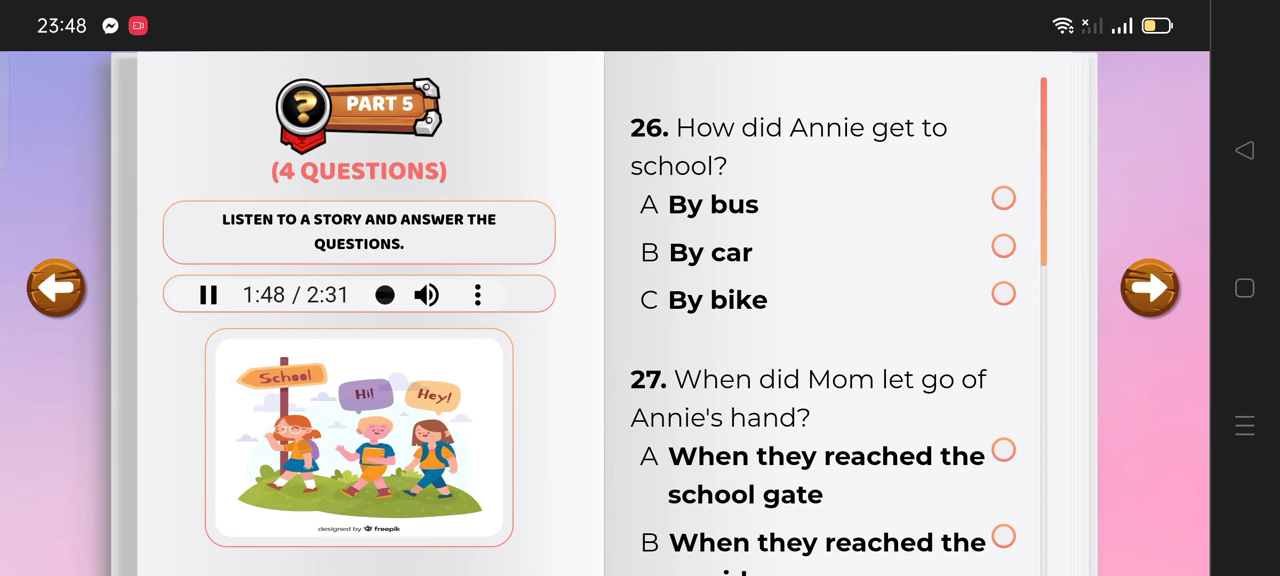 23:48
PART 5
(4 QUESTIONS)
LISTEN TO A STORY AND ANSWER THE
QUESTIONS.
1:48 / 2:31
School
Hi!
Hey!
designed by freepik
26. How did Annie get to
school?
A By bus
B By car
C By bike
27. When did Mom let go of
Annie's hand?
A When they reached the
school gate
B When they reached the